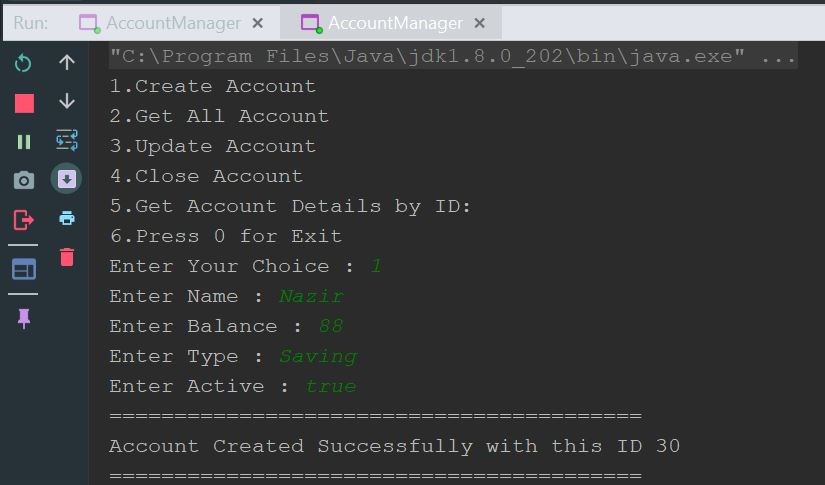 Run: AccountManager × AccountManager ×
"C:\Program Files\Java\jdk1.8.0_202\bin\java.exe" ...
1.Create Account
2.Get All Account
3.Update Account
4.Close Account
5.Get Account Details by ID:
6.Press 0 for Exit
Enter Your Choice : 1
Enter Name : Nazir
Enter Balance : 88
Enter Type : Saving
Enter Active : true
=========================================
Account Created Successfully with this ID 30
=========================================